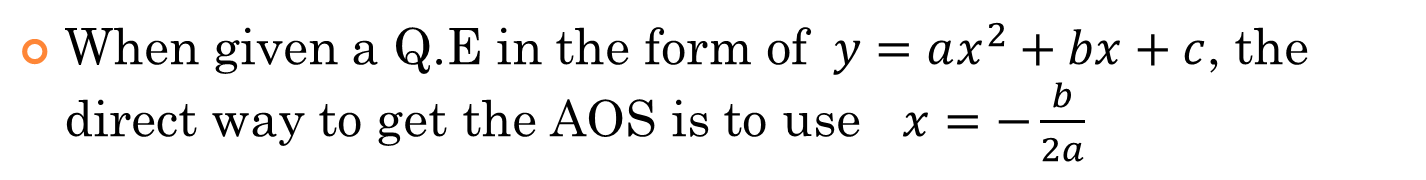 When given a Q.E in the form of y = ax² + bx + c, the
direct way to get the AOS is to use x = −b/2a